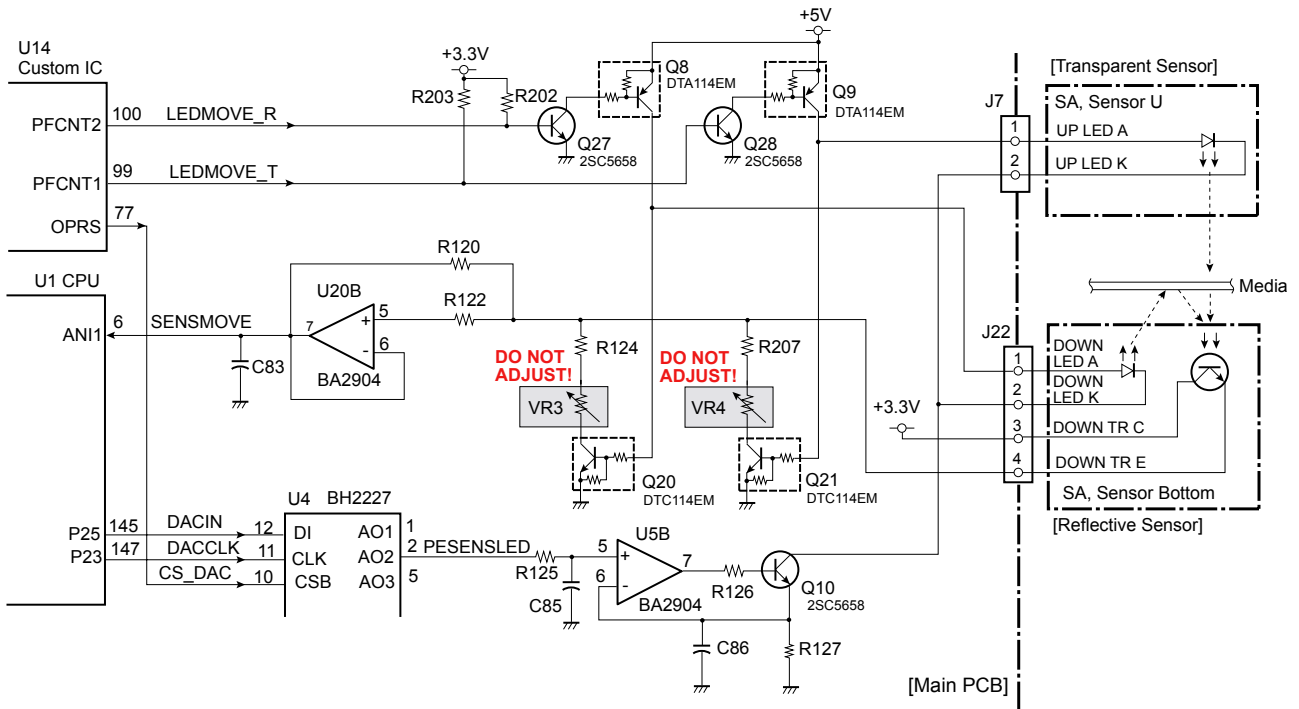 +5V
U14
Custom IC
+3.3V
Q8
DTA114EM
Q9
DTA114EM
[Transparent Sensor]
R203
R202
J7
SA, Sensor U
PFCNT2
100
LEDMOVE_R
Q27
2SC5658
Q28
2SC5658
1
UP LED A
2
UP LED K
PFCNT1
99
LEDMOVE_T
OPRS
77
R120
U1 CPU
U20B
R122
Media
ANI1
6
SENSMOVE
7
+
5
-
6
BA2904
C83
R124
R207
DO NOT
ADJUST!
DO NOT
ADJUST!
VR3
VR4
J22
1
DOWN
LED A
2
DOWN
LED K
+3.3V
3
DOWN TR C
4
DOWN TR E
Q20
DTC114EM
Q21
DTC114EM
SA, Sensor Bottom
[Reflective Sensor]
U4
BH2227
P25
145
DACIN
12
DI
AO1
1
P23
147
DACCLK
11
CLK
AO2
2
PESENSLED
CS_DAC
10
CSB
AO3
5
R125
C85
U5B
5
+
6
-
7
BA2904
R126
Q10
2SC5658
C86
R127
[Main PCB]